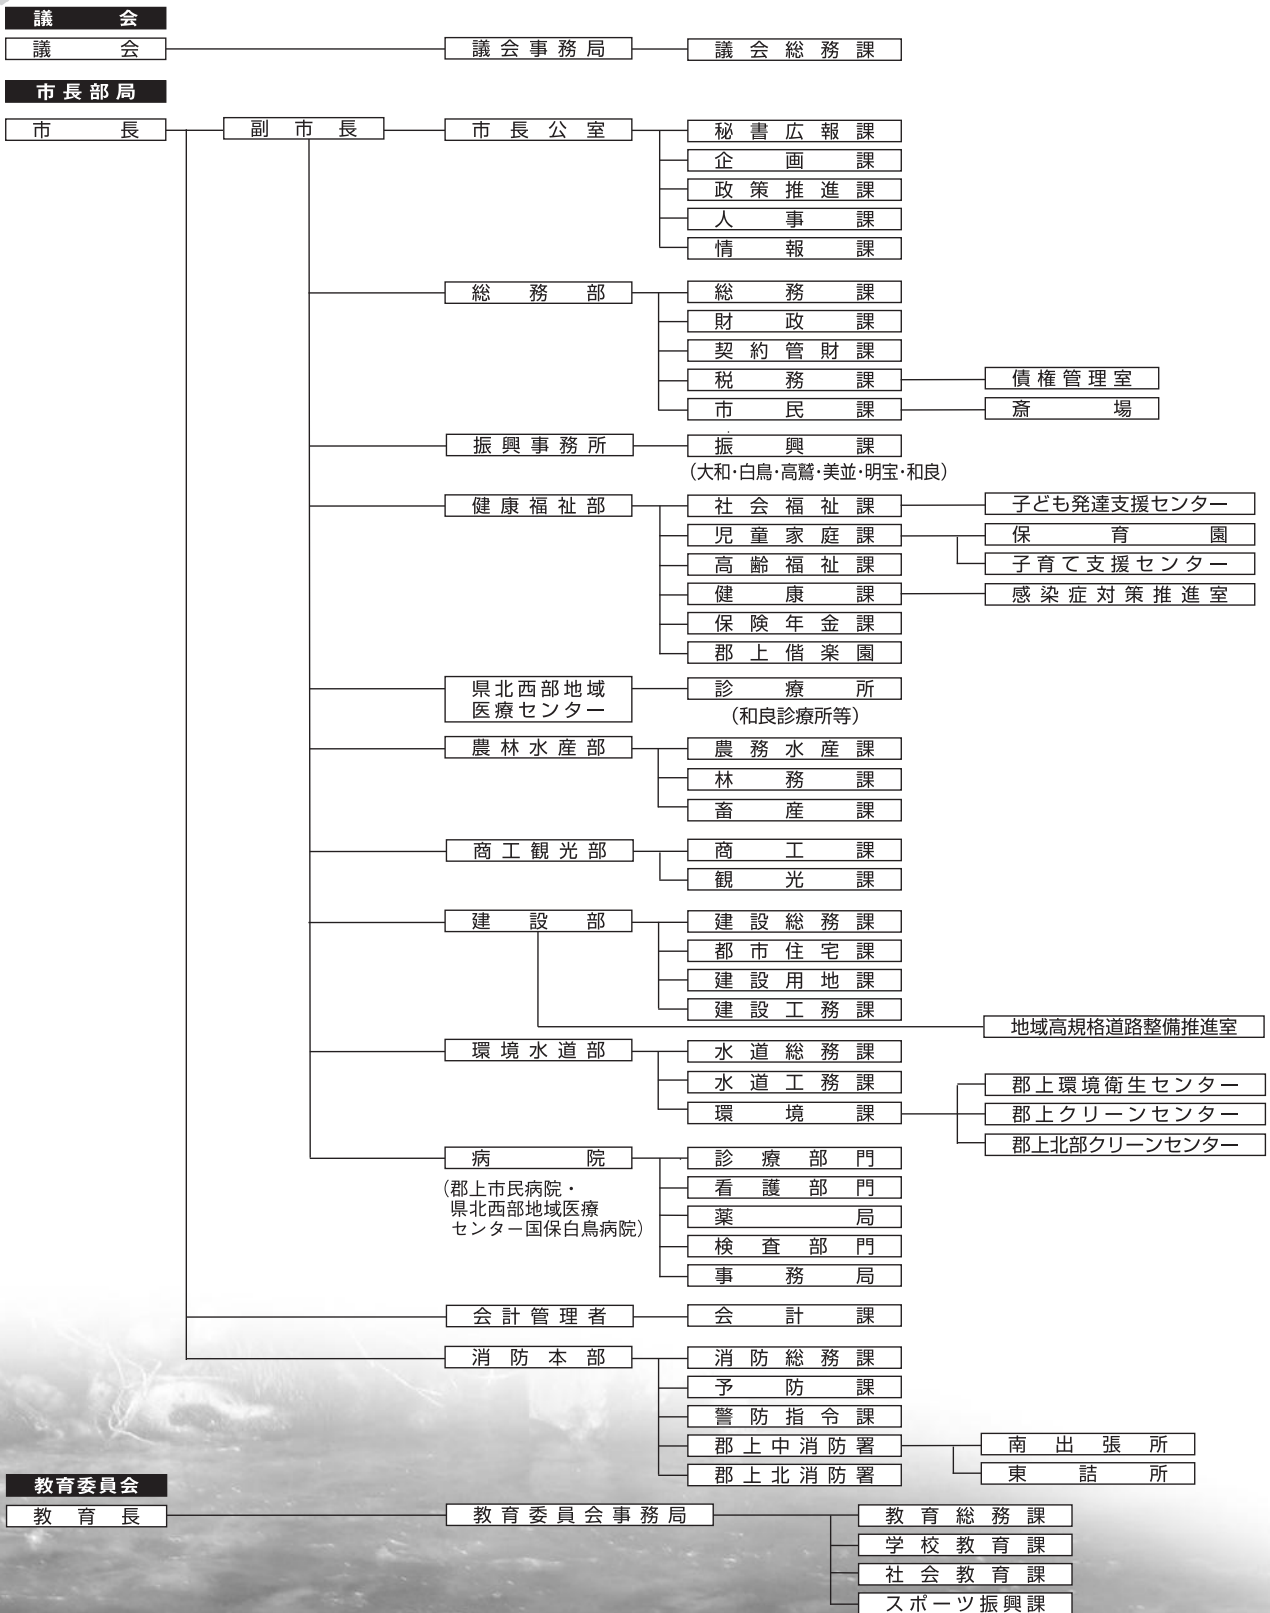 議会
議会 議会事務局 議会総務課
市長部局
市長 副市長 市長公室 秘書広報課
企画課
政策推進課
人事課
情報課
総務部 総務課
財政課
契約管財課
税務課 債権管理室
市民課 斎場
振興事務所 振興課
（大和・白鳥・高鷲・美並・明宝・和良）
健康福祉部 社会福祉課 子ども発達支援センター
児童家庭課 保育園
高齢福祉課 子育て支援センター
健康課 感染症対策推進室
保険年金課
郡上偕楽園
県北西部地域 診療所
医療センター
（和良診療所等）
農林水産部 農務水産課
林務課
畜産課
商工観光部 商工課
観光課
建設部 建設総務課
都市住宅課
建設用地課
建設工務課
地域高規格道路整備推進室
環境水道部 水道総務課
水道工務課 郡上環境衛生センター
環境課 郡上クリーンセンター
郡上北部クリーンセンター
病院 診療部門
（郡上市民病院・ 看護部門
県北西部地域医療 薬局
センター国保白鳥病院） 検査部門
事務局
会計管理者 会計課
消防本部 消防総務課
予防課
警防指令課
郡上中消防署 南出張所
郡上北消防署 東詰所
教育委員会
教育長 教育委員会事務局 教育総務課
学校教育課
社会教育課
スポーツ振興課